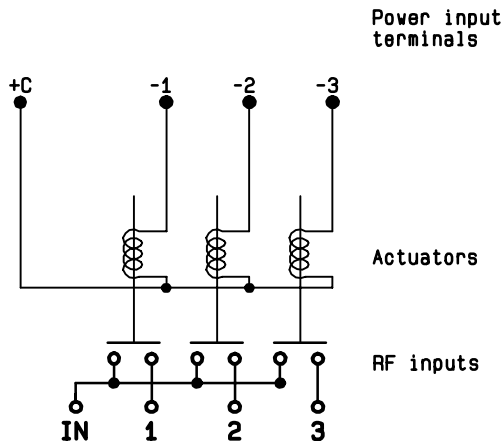 Power input
terminals
+C -1 -2 -3
Actuators
RF inputs
IN 1 2 3